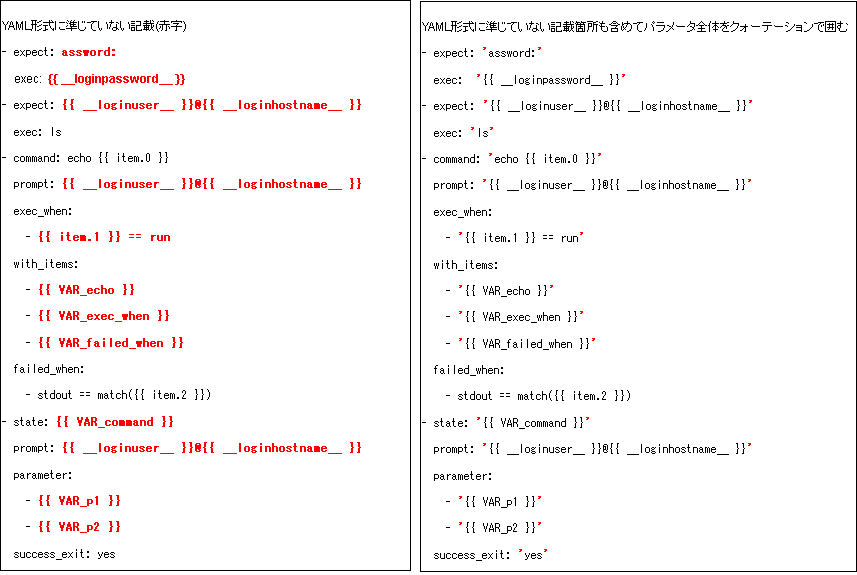 YAML形式に準じていない記載(赤字)
- expect: assword:
  exec: {{ __loginpassword__ }}
- expect: {{ __loginuser__ }}@{{ __loginhostname__ }}
  exec: ls
- command: echo {{ item.0 }}
  prompt: {{ __loginuser__ }}@{{ __loginhostname__ }}
  exec_when:
    - {{ item.1 }} == run
  with_items:
    - {{ VAR_echo }}
    - {{ VAR_exec_when }}
    - {{ VAR_failed_when }}
  failed_when:
    - stdout == match({{ item.2 }})
- state: {{ VAR_command }}
  prompt: {{ __loginuser__ }}@{{ __loginhostname__ }}
  parameter:
    - {{ VAR_p1 }}
    - {{ VAR_p2 }}
  success_exit: yes
YAML形式に準じていない記載箇所も含めてパラメータ全体をクォーテーションで囲む
- expect: 'assword:'
  exec:  '{{ __loginpassword__ }}'
- expect: '{{ __loginuser__ }}@{{ __loginhostname__ }}'
  exec: 'ls'
- command: 'echo {{ item.0 }}'
  prompt: '{{ __loginuser__ }}@{{ __loginhostname__ }}'
  exec_when:
    - '{{ item.1 }} == run'
  with_items:
    - '{{ VAR_echo }}'
    - '{{ VAR_exec_when }}'
    - '{{ VAR_failed_when }}'
  failed_when:
    - stdout == match({{ item.2 }})
- state: '{{ VAR_command }}'
  prompt: '{{ __loginuser__ }}@{{ __loginhostname__ }}'
  parameter:
    - '{{ VAR_p1 }}'
    - '{{ VAR_p2 }}'
  success_exit: 'yes'